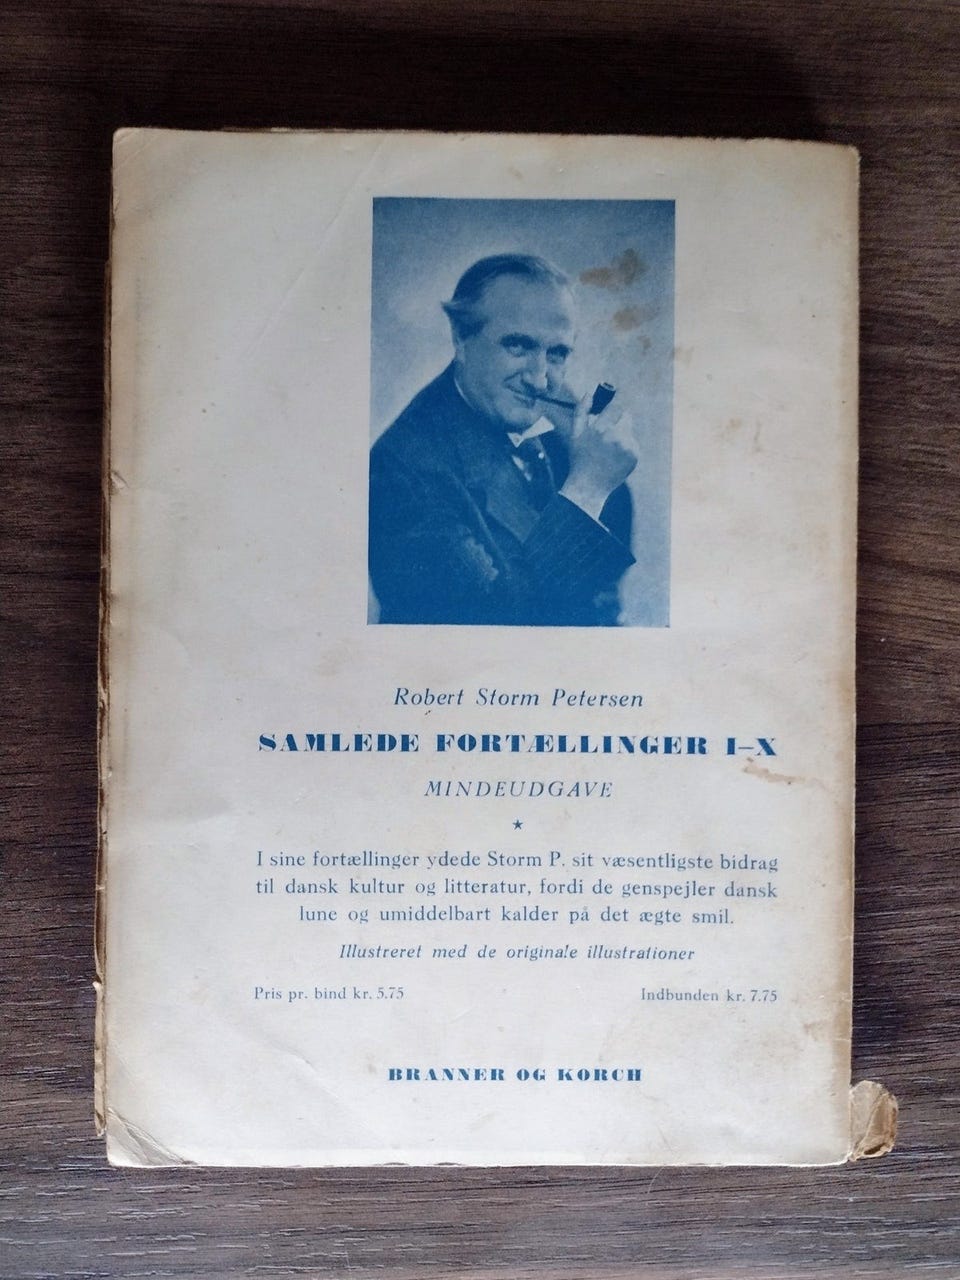 Robert Storm Petersen
SAMLEDE FORTÆLLINGER I-X
MINDEUDGAVE
★
I sine fortællinger ydede Storm P. sit væsentligste bidrag
til dansk kultur og litteratur, fordi de genspejler dansk
lune og umiddelbart kalder på det ægte smil.
Illustreret med de originale illustrationer
Pris pr. bind kr. 5.75 Indbunden kr. 7.75
BRANNER OG KORCH